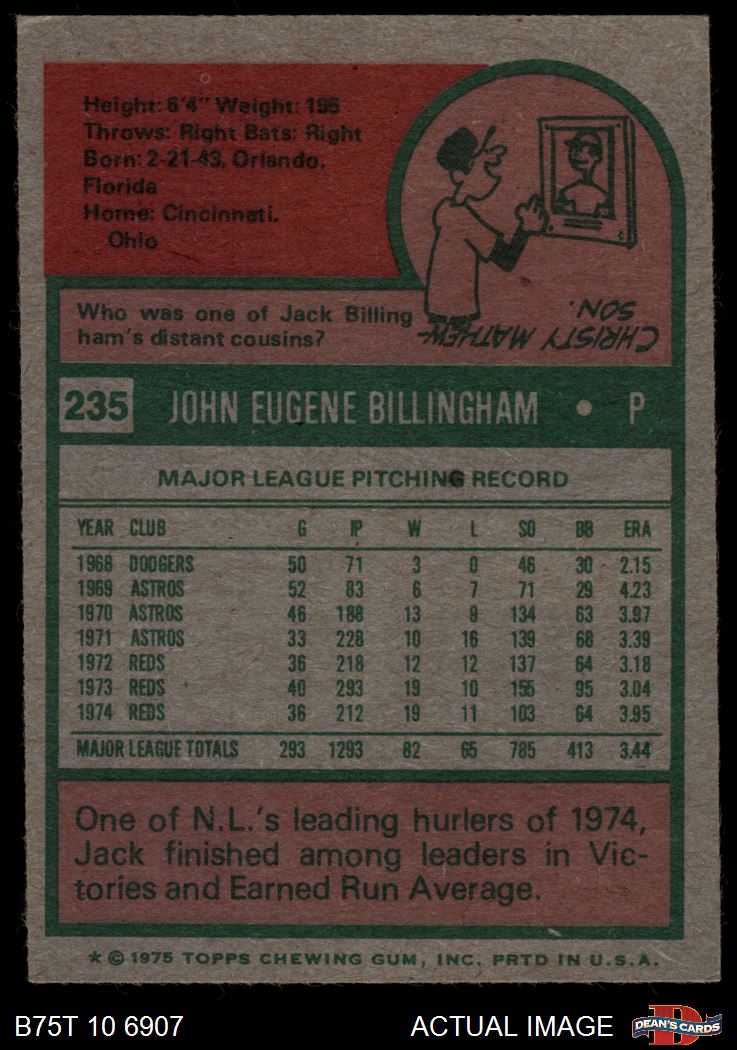 Height: 6'4" Weight: 195
Throws: Right Bats: Right
Born: 2-21-43, Orlando,
Florida
Home: Cincinnati,
Ohio
Who was one of Jack Billing
ham's distant cousins?
CHRISTY MATHEW-
SON.
235 JOHN EUGENE BILLINGHAM • P
MAJOR LEAGUE PITCHING RECORD
YEAR CLUB G IP W L SO BB ERA
1968 DODGERS 50 71 3 0 46 30 2.15
1969 ASTROS 52 83 6 7 71 29 4.23
1970 ASTROS 46 188 13 9 134 63 3.97
1971 ASTROS 33 228 10 16 139 68 3.39
1972 REDS 36 218 12 12 137 64 3.18
1973 REDS 40 293 19 10 155 95 3.04
1974 REDS 36 212 19 11 103 64 3.95
MAJOR LEAGUE TOTALS 293 1293 82 65 785 413 3.44
One of N.L.'s leading hurlers of 1974,
Jack finished among leaders in Vic-
tories and Earned Run Average.
* © 1975 TOPPS CHEWING GUM, INC. PRTD IN U.S.A.
B75T 10 6907 ACTUAL IMAGE
DEAN'S CARDS